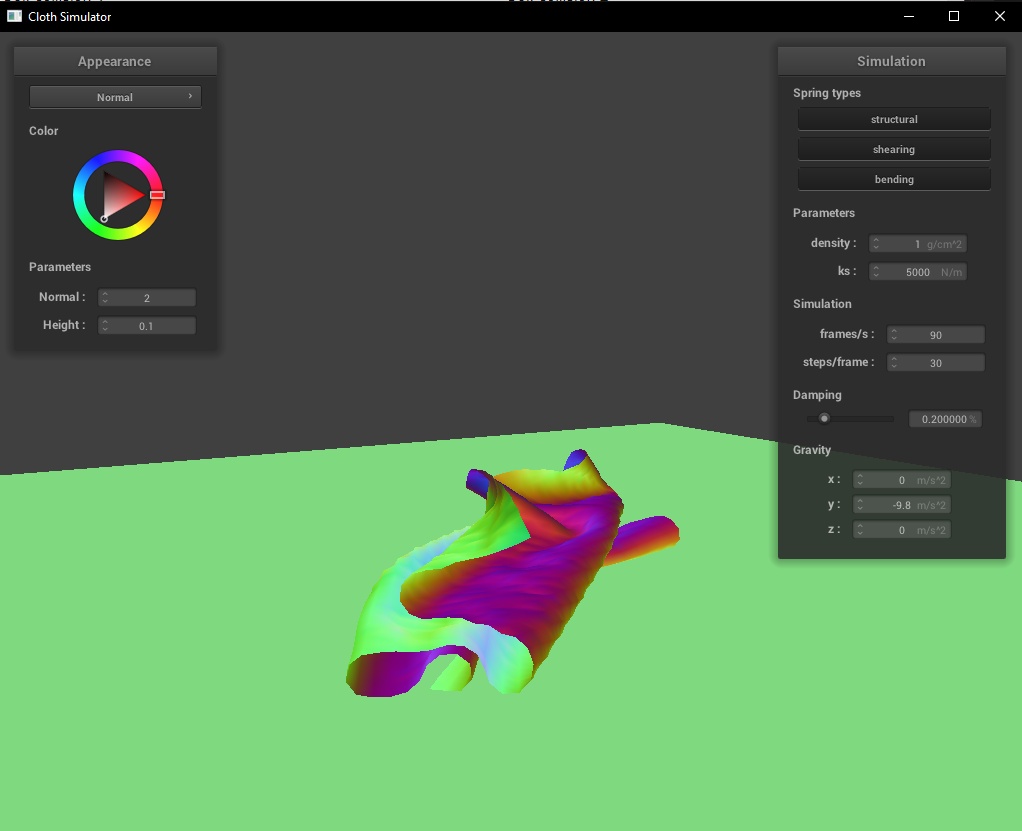 Cloth Simulator
Appearance
Normal
Color
Parameters
Normal : 2
Height : 0.1
Simulation
Spring types
structural
shearing
bending
Parameters
density : 1 g/cm^2
ks : 5000 N/m
Simulation
frames/s : 90
steps/frame : 30
Damping
0.200000 %
Gravity
x : 0 m/s^2
y : -9.8 m/s^2
z : 0 m/s^2